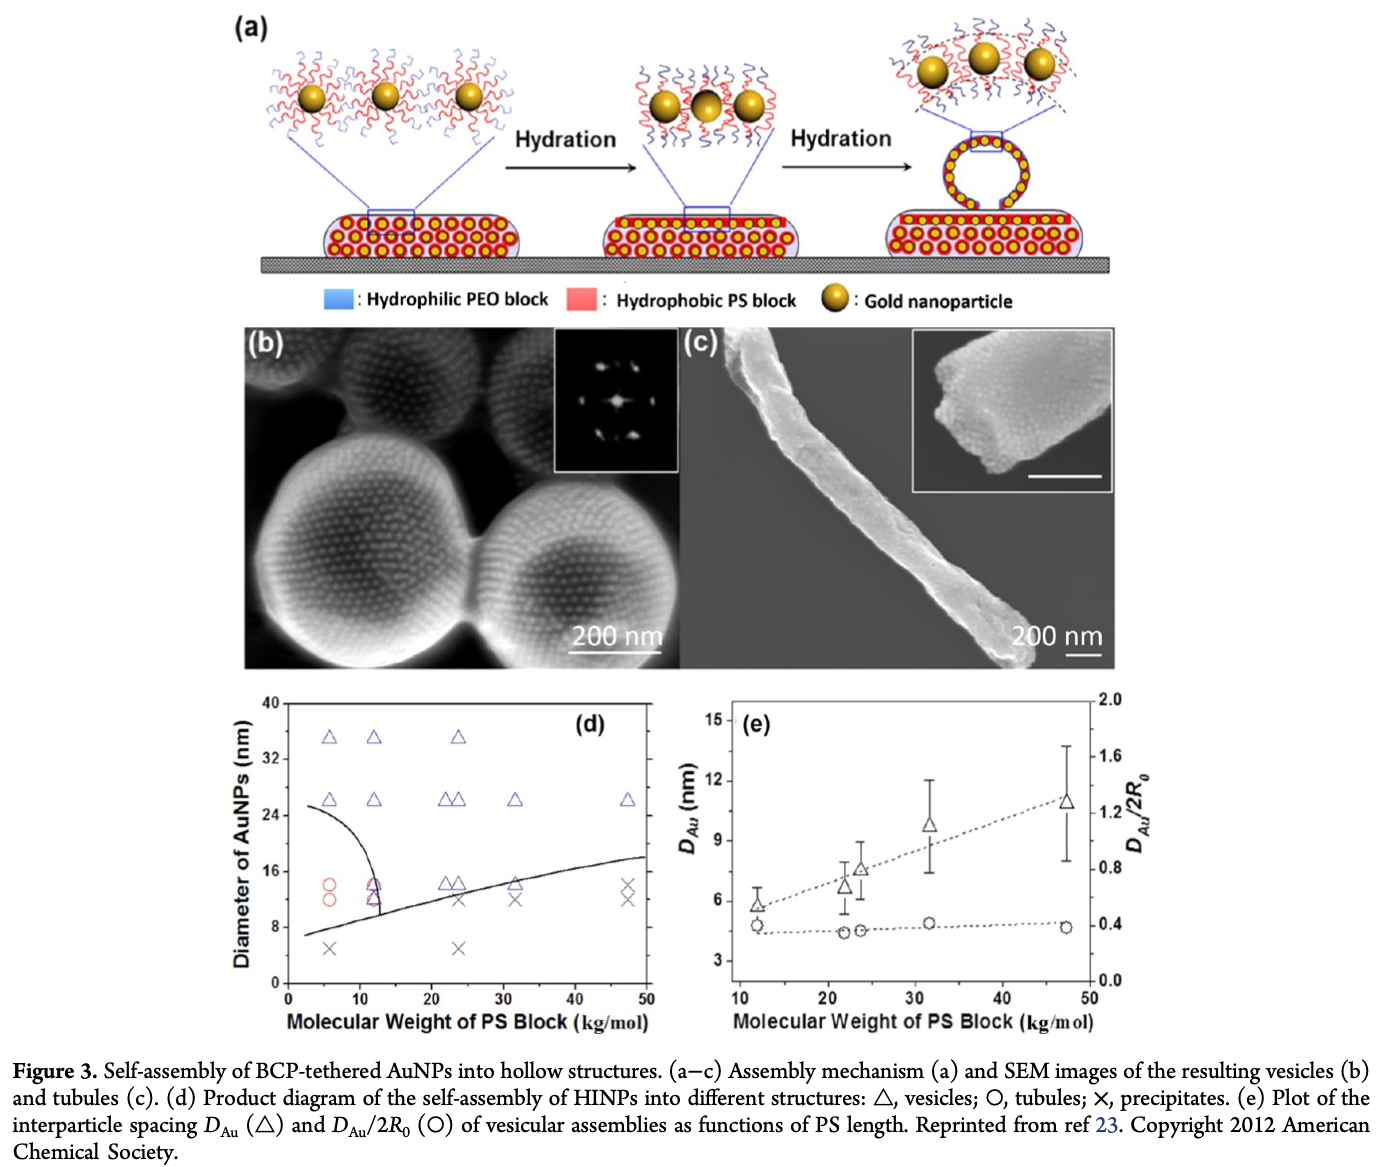 (a)
Hydration
Hydration
: Hydrophilic PEO block : Hydrophobic PS block : Gold nanoparticle
(b)
200 nm
(c)
200 nm
(d)
Diameter of AuNPs (nm)
40
32
24
16
8
0
0 10 20 30 40 50
Molecular Weight of PS Block (kg/mol)
(e)
D_Au (nm)
15
12
9
6
3
2.0
1.6
1.2
0.8
0.4
0.0
D_Au/2R_0
10 20 30 40 50
Molecular Weight of PS Block (kg/mol)
Figure 3. Self-assembly of BCP-tethered AuNPs into hollow structures. (a−c) Assembly mechanism (a) and SEM images of the resulting vesicles (b)
and tubules (c). (d) Product diagram of the self-assembly of HINPs into different structures: △, vesicles; ○, tubules; ×, precipitates. (e) Plot of the
interparticle spacing D_Au (△) and D_Au/2R_0 (○) of vesicular assemblies as functions of PS length. Reprinted from ref 23. Copyright 2012 American
Chemical Society.